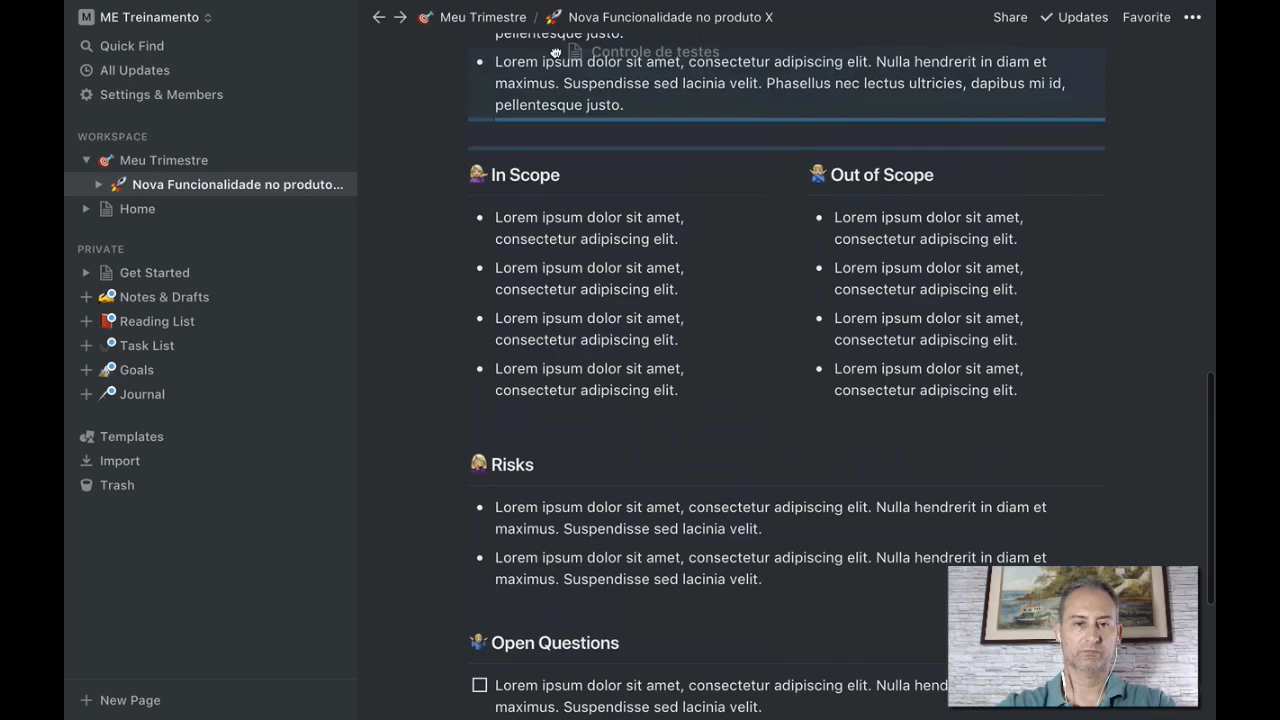 M ME Treinamento
Meu Trimestre / Nova Funcionalidade no produto X
Share Updates Favorite
Quick Find
All Updates
Settings & Members
WORKSPACE
Meu Trimestre
Nova Funcionalidade no produto...
Home
PRIVATE
Get Started
Notes & Drafts
Reading List
Task List
Goals
Journal
Templates
Import
Trash
New Page
pellentesque justo.
Controle de testes
Lorem ipsum dolor sit amet, consectetur adipiscing elit. Nulla hendrerit in diam et
maximus. Suspendisse sed lacinia velit. Phasellus nec lectus ultricies, dapibus mi id,
pellentesque justo.
In Scope
Lorem ipsum dolor sit amet,
consectetur adipiscing elit.
Lorem ipsum dolor sit amet,
consectetur adipiscing elit.
Lorem ipsum dolor sit amet,
consectetur adipiscing elit.
Lorem ipsum dolor sit amet,
consectetur adipiscing elit.
Out of Scope
Lorem ipsum dolor sit amet,
consectetur adipiscing elit.
Lorem ipsum dolor sit amet,
consectetur adipiscing elit.
Lorem ipsum dolor sit amet,
consectetur adipiscing elit.
Lorem ipsum dolor sit amet,
consectetur adipiscing elit.
Risks
Lorem ipsum dolor sit amet, consectetur adipiscing elit. Nulla hendrerit in diam et
maximus. Suspendisse sed lacinia velit.
Lorem ipsum dolor sit amet, consectetur adipiscing elit. Nulla hendrerit in diam et
maximus. Suspendisse sed lacinia velit.
Open Questions
Lorem ipsum dolor sit amet, consectetur adipiscing elit. Nulla hend
maximus. Suspendisse sed lacinia velit.